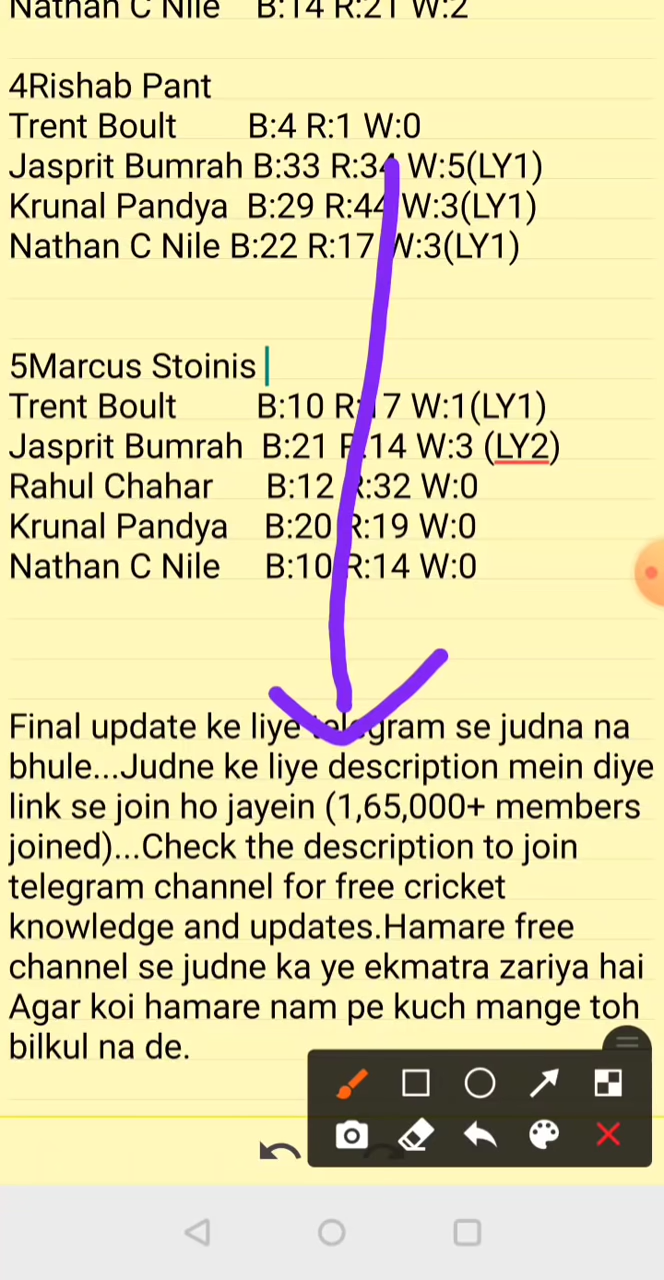 Nathan C Nile B:14 R:21 W:2
4Rishab Pant
Trent Boult B:4 R:1 W:0
Jasprit Bumrah B:33 R:34 W:5(LY1)
Krunal Pandya B:29 R:44 W:3(LY1)
Nathan C Nile B:22 R:17 W:3(LY1)
5Marcus Stoinis
Trent Boult B:10 R:17 W:1(LY1)
Jasprit Bumrah B:21 R:14 W:3 (LY2)
Rahul Chahar B:12 R:32 W:0
Krunal Pandya B:20 R:19 W:0
Nathan C Nile B:10 R:14 W:0
Final update ke liye telegram se judna na
bhule...Judne ke liye description mein diye
link se join ho jayein (1,65,000+ members
joined)...Check the description to join
telegram channel for free cricket
knowledge and updates.Hamare free
channel se judne ka ye ekmatra zariya hai
Agar koi hamare nam pe kuch mange toh
bilkul na de.